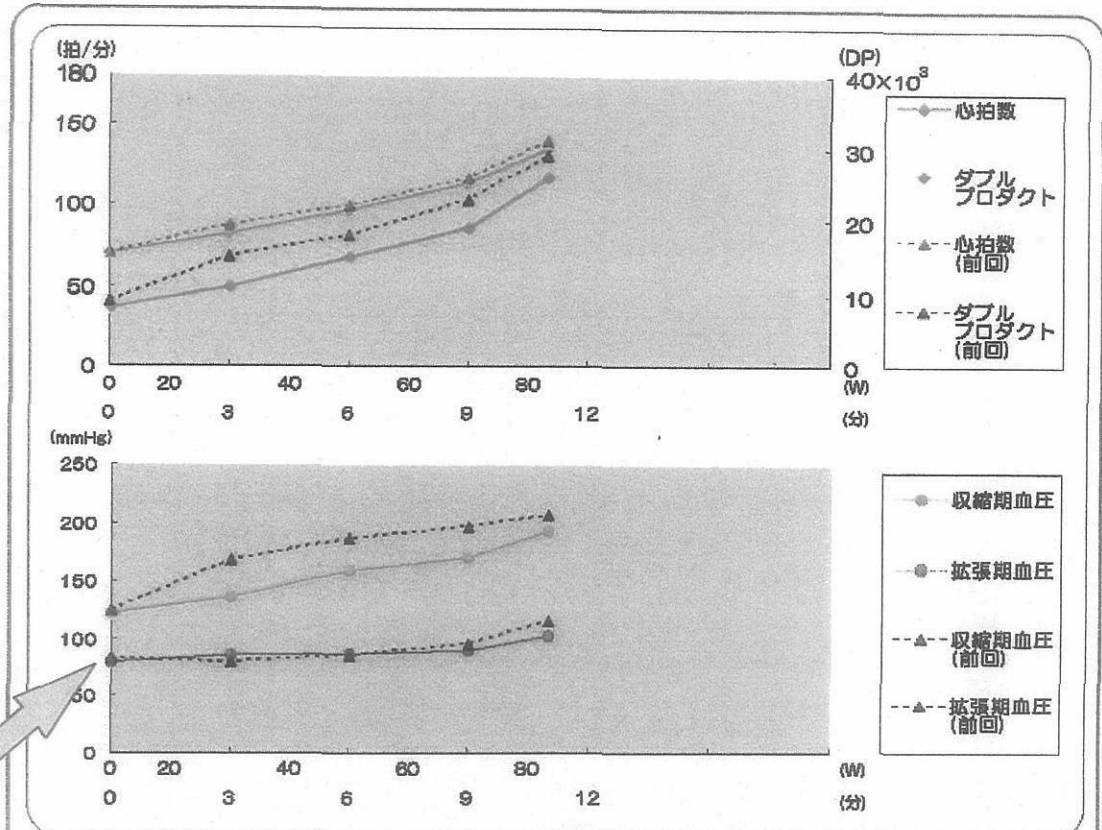 (拍/分)
(DP)
180
40×10³
150
30
100
20
50
10
0
0
0 20 40 60 80 (W)
0 3 6 9 12 (分)
心拍数
ダブル
プロダクト
心拍数
(前回)
ダブル
プロダクト
(前回)
(mmHg)
250
200
150
100
50
0
0 20 40 60 80 (W)
0 3 6 9 12 (分)
収縮期血圧
拡張期血圧
収縮期血圧
(前回)
拡張期血圧
(前回)